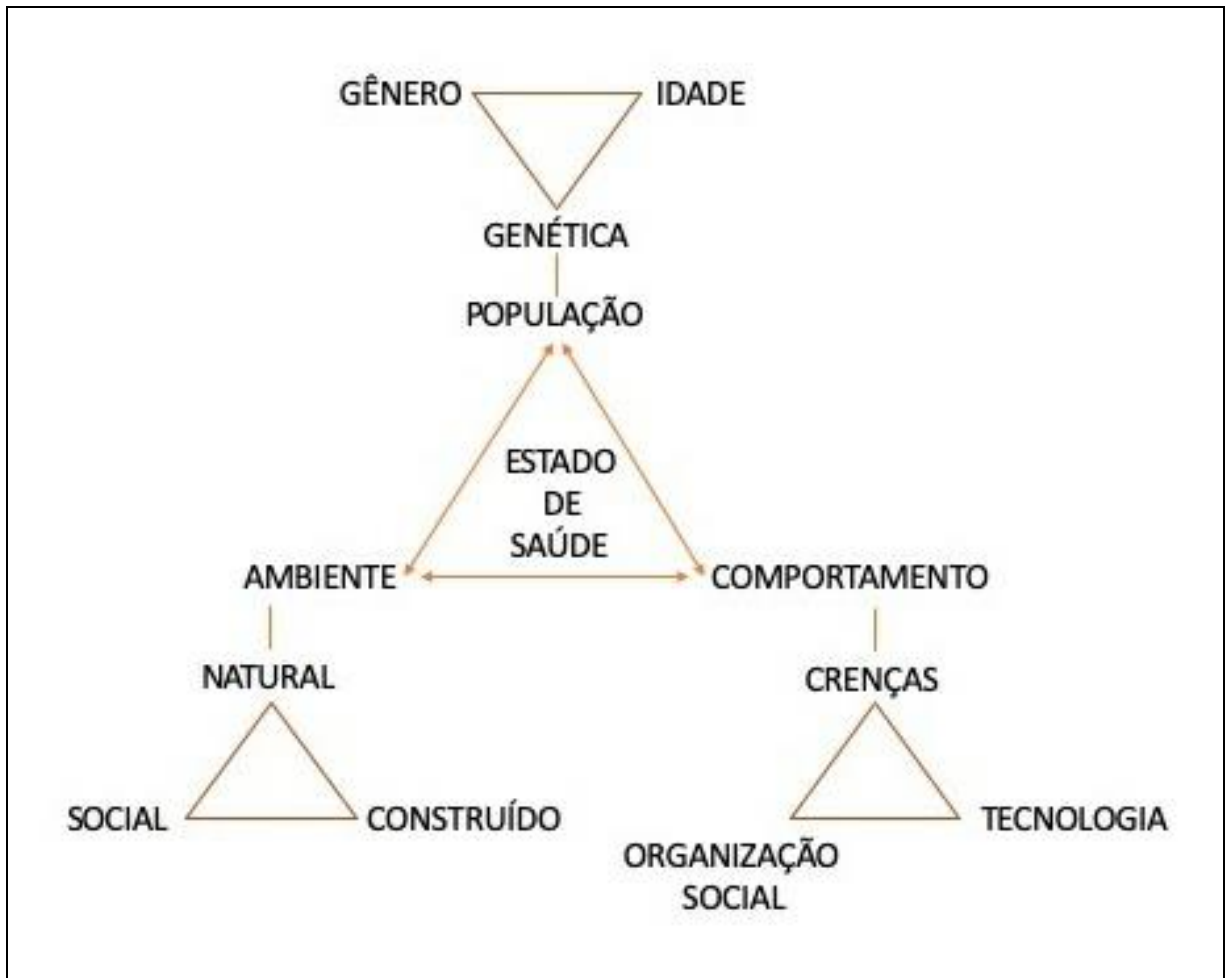 GÊNERO IDADE
GENÉTICA
POPULAÇÃO
ESTADO
DE
SAÚDE
AMBIENTE COMPORTAMENTO
NATURAL CRENÇAS
SOCIAL CONSTRUÍDO TECNOLOGIA
ORGANIZAÇÃO
SOCIAL